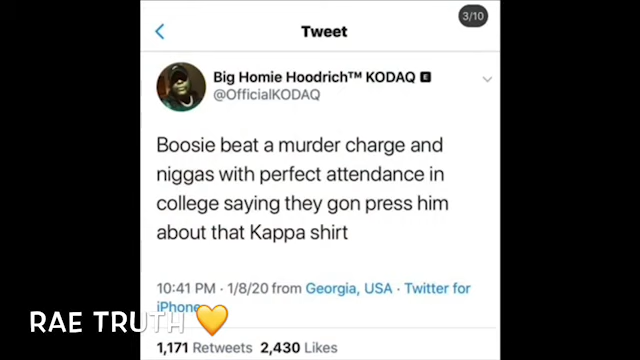 3/10
Tweet
Big Homie Hoodrich™ KODAQ 🅴
@OfficialKODAQ
Boosie beat a murder charge and
niggas with perfect attendance in
college saying they gon press him
about that Kappa shirt
10:41 PM · 1/8/20 from Georgia, USA · Twitter for
iPhone
RAE TRUTH 💛
1,171 Retweets 2,430 Likes